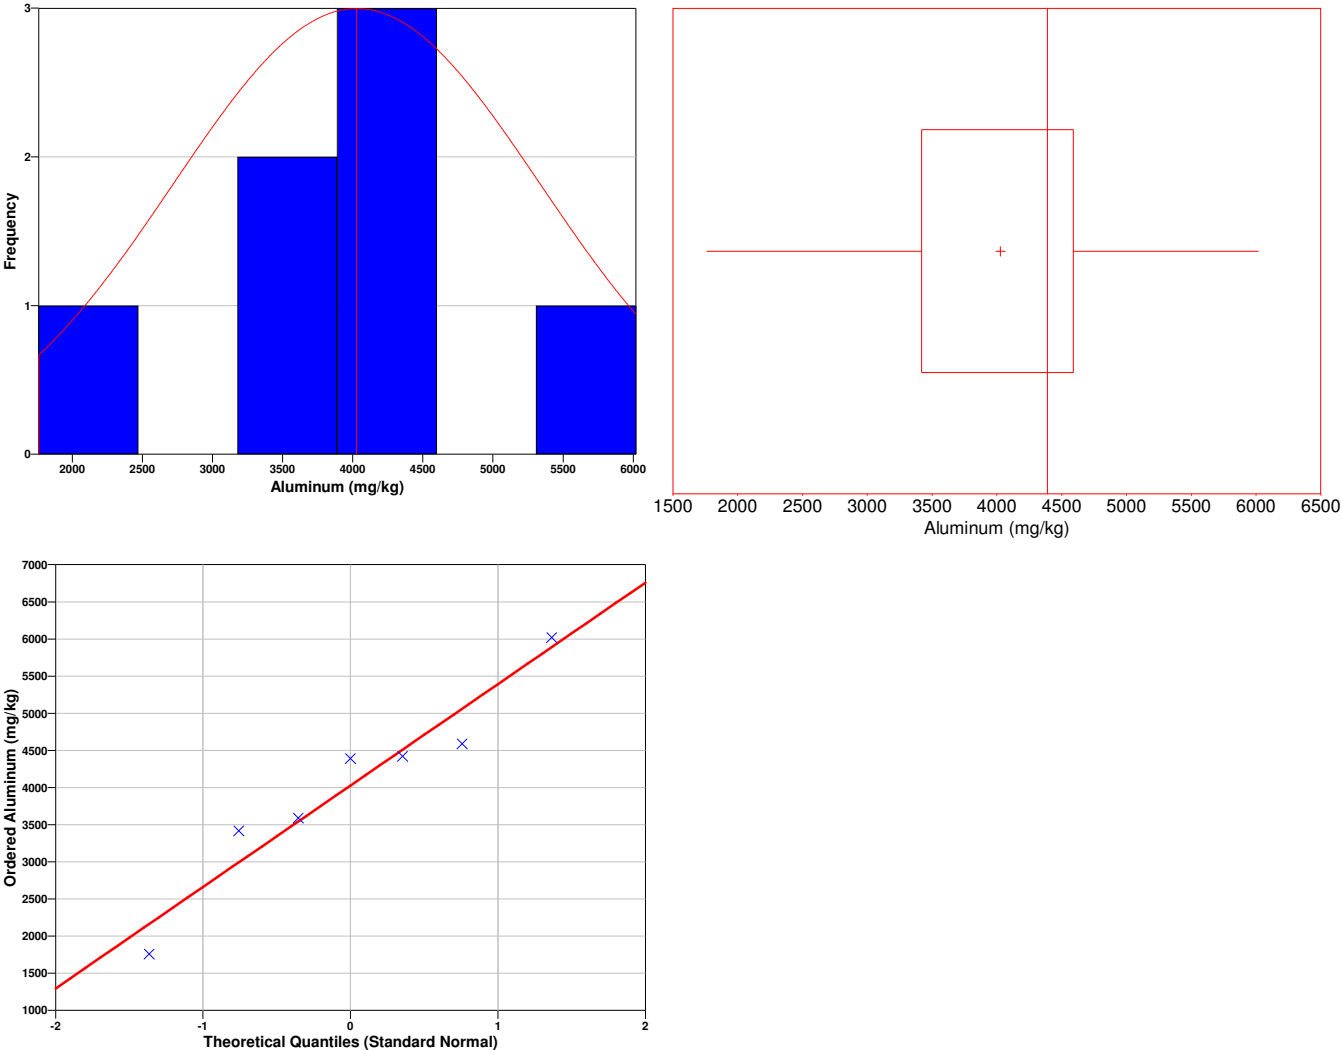 3
2
1
0
Frequency
2000 2500 3000 3500 4000 4500 5000 5500 6000
Aluminum (mg/kg)
1500 2000 2500 3000 3500 4000 4500 5000 5500 6000 6500
Aluminum (mg/kg)
7000
6500
6000
5500
5000
4500
4000
3500
3000
2500
2000
1500
1000
Ordered Aluminum (mg/kg)
-2 -1 0 1 2
Theoretical Quantiles (Standard Normal)